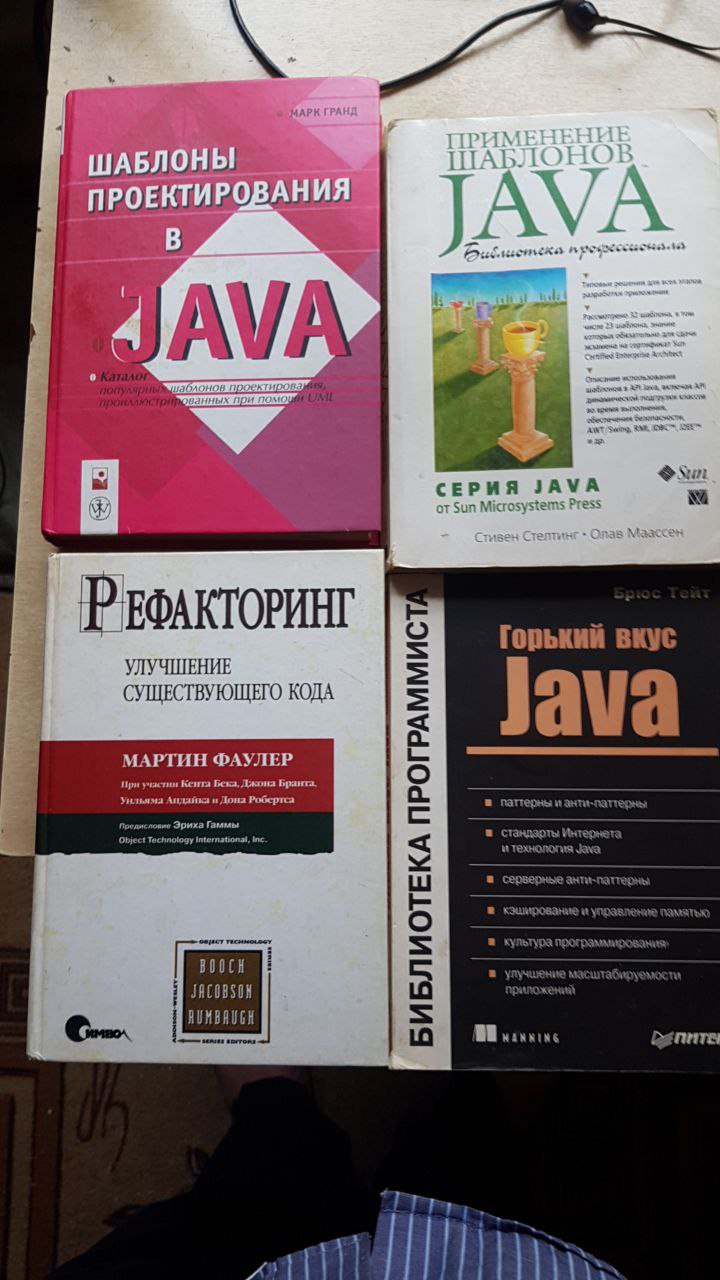 МАРК ГРАНД
ШАБЛОНЫ
ПРОЕКТИРОВАНИЯ
В
JAVA
Каталог
популярных шаблонов проектирования,
проиллюстрированных при помощи UML
ПРИМЕНЕНИЕ
ШАБЛОНОВ
JAVA™
Библиотека профессионала
Типовые решения для всех этапов
разработки приложения
Рассмотрено 32 шаблона, в том
числе 23 шаблона, знание
которых обязательно для сдачи
экзамена на сертификат Sun
Certified Enterprise Architect
Описание использования
шаблонов в API Java, включая API
динамической подгрузки классов
во время выполнения,
обеспечения безопасности,
AWT/Swing, RMI, JDBC™, J2EE™
и др.
СЕРИЯ JAVA
от Sun Microsystems Press
Sun
Стивен Стелтинг • Олав Маассен
РЕФАКТОРИНГ
УЛУЧШЕНИЕ
СУЩЕСТВУЮЩЕГО КОДА
МАРТИН ФАУЛЕР
При участии Кента Бека, Джона Бранта,
Уильяма Апдайка и Дона Робертса
Предисловие Эриха Гаммы
Object Technology International, Inc.
OBJECT TECHNOLOGY
SERIES
ADDISON-WESLEY
BOOCH
JACOBSON
RUMBAUGH
SERIES EDITORS
Символ
БИБЛИОТЕКА ПРОГРАММИСТА
Брюс Тейт
Горький вкус
Java
паттерны и анти-паттерны
стандарты Интернета
и технология Java
серверные анти-паттерны
кэширование и управление памятью
культура программирования
улучшение масштабируемости
приложений
MANNING
ПИТЕР